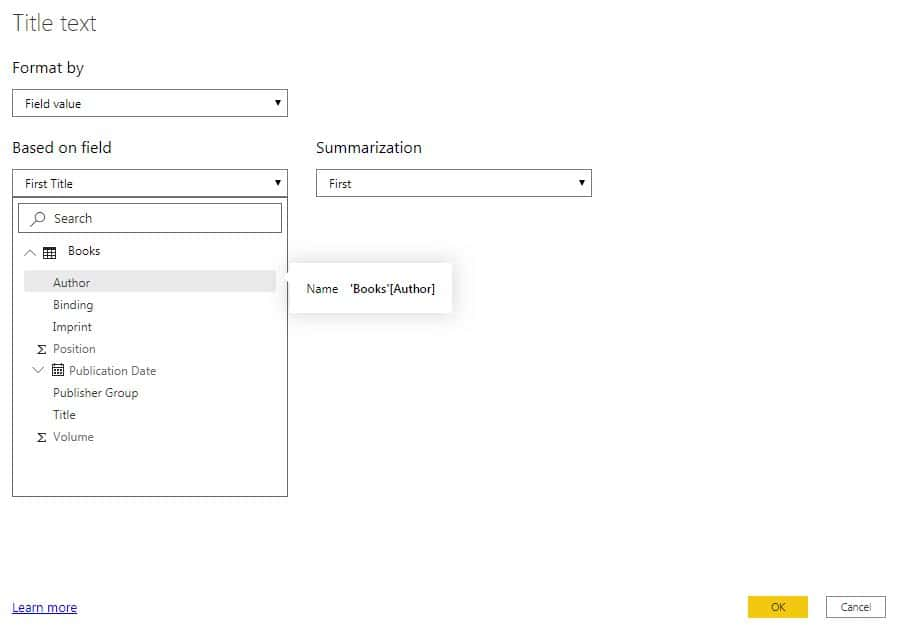 Title text
Format by
Field value
Based on field
Summarization
First Title
First
Search
Books
Author
Name 'Books'[Author]
Binding
Imprint
Σ Position
Publication Date
Publisher Group
Title
Σ Volume
Learn more
OK
Cancel